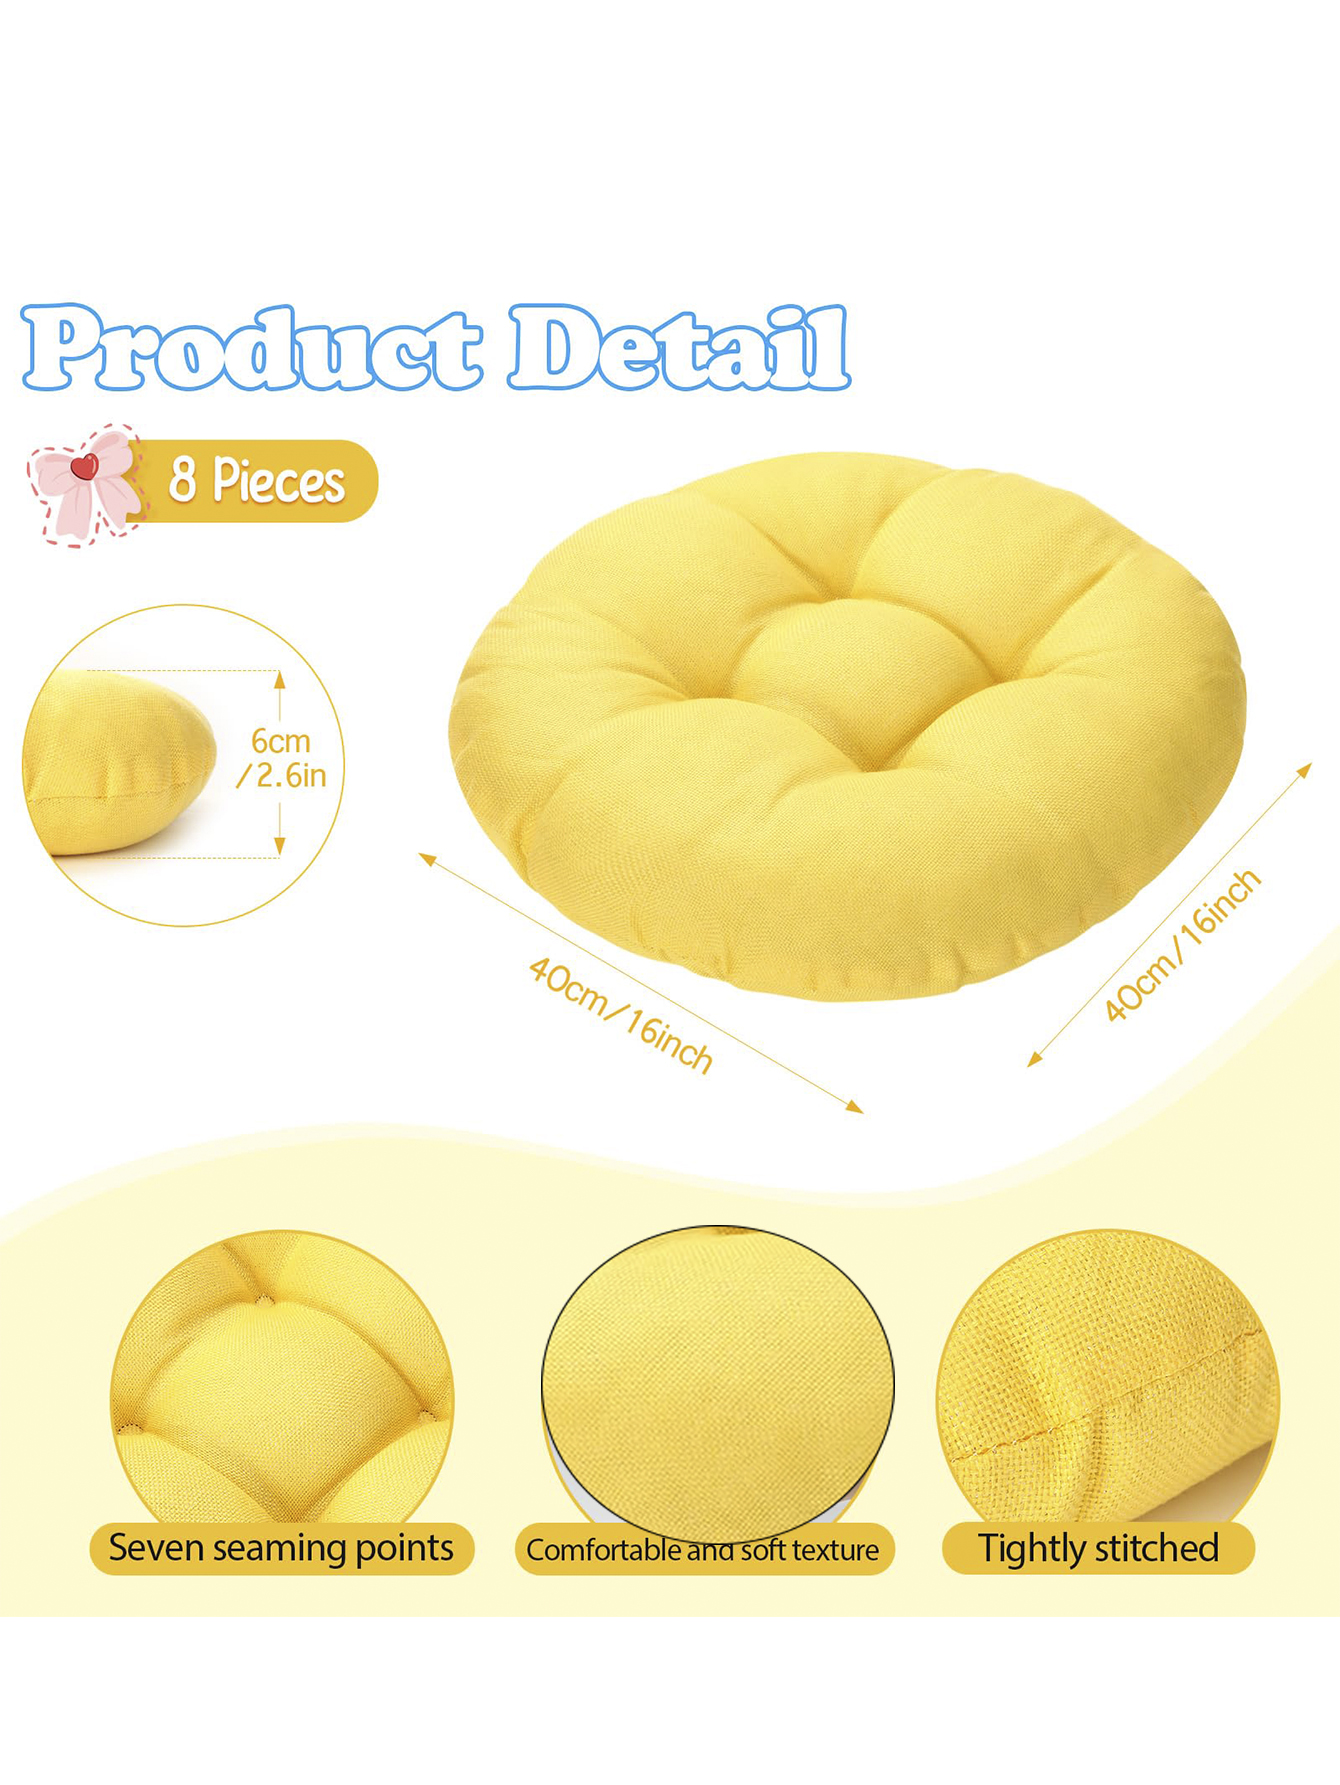 Product Detail
8 Pieces
6cm
/2.6in
40cm/16inch
40cm/16inch
Seven seaming points
Comfortable and soft texture
Tightly stitched